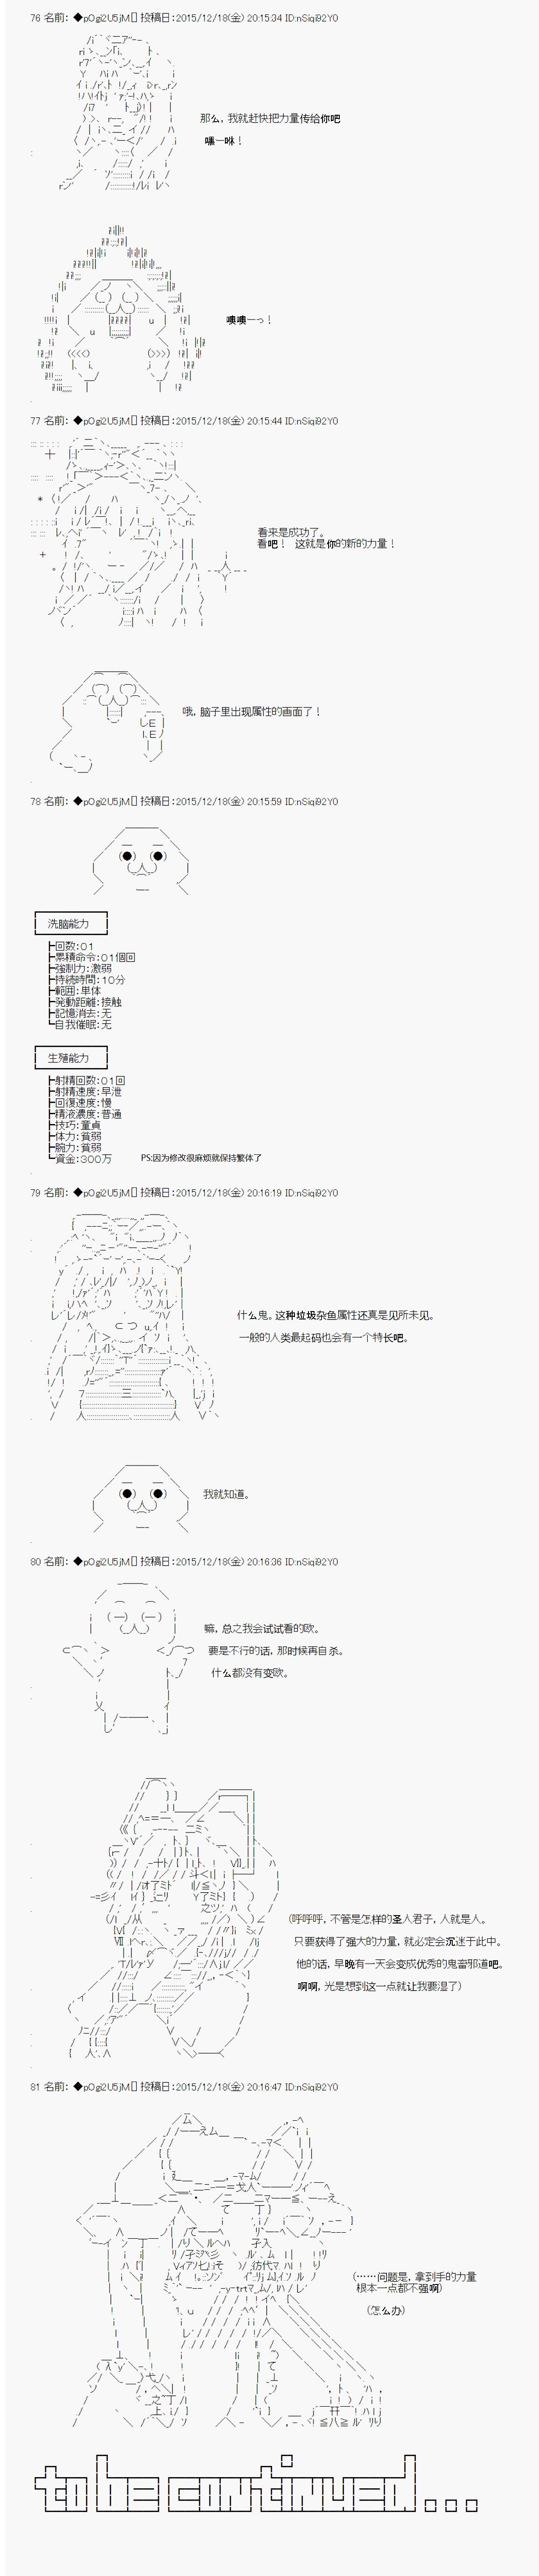 76 名前: ◆pOgi2U5jM[] 投稿日:2015/12/18(金) 20:15:34 ID:nSiqi92Y0
那么，我就赶快把力量传给你吧
嘿一咻！
噢噢ーっ！
77 名前: ◆pOgi2U5jM[] 投稿日:2015/12/18(金) 20:15:44 ID:nSiqi92Y0
看来是成功了。
看吧！ 这就是你的新的力量！
哦，脑子里出现属性的画面了！
78 名前: ◆pOgi2U5jM[] 投稿日:2015/12/18(金) 20:15:59 ID:nSiqi92Y0
洗脑能力
┣回数：01
┣累積命令：01個回
┣強制力：激弱
┣持続時間：10分
┣範囲：単体
┣発動距離：接触
┣記憶消去：无
┗自我催眠：无
生殖能力
┣射精回数：01回
┣射精速度：早泄
┣回復速度：慢
┣精液濃度：普通
┣技巧：童貞
┣体力：貧弱
┣腕力：貧弱
┗資金：300万
PS:因为修改很麻烦就保持繁体了
79 名前: ◆pOgi2U5jM[] 投稿日:2015/12/18(金) 20:16:19 ID:nSiqi92Y0
什么鬼。这种垃圾杂鱼属性还真是见所未见。
一般的人类最起码也会有一个特长吧。
我就知道。
80 名前: ◆pOgi2U5jM[] 投稿日:2015/12/18(金) 20:16:36 ID:nSiqi92Y0
嘛，总之我会试试看的欧。
要是不行的话，那时候再自杀。
什么都没有变欧。
(呼呼呼，不管是怎样的圣人君子，人就是人。
只要获得了强大的力量，就必定会沉迷于此中。
他的话，早晚有一天会变成优秀的鬼畜邪道吧。
啊啊，光是想到这一点就让我要湿了)
81 名前: ◆pOgi2U5jM[] 投稿日:2015/12/18(金) 20:16:47 ID:nSiqi92Y0
(……问题是，拿到手的力量
根本一点都不强啊)
(怎么办)